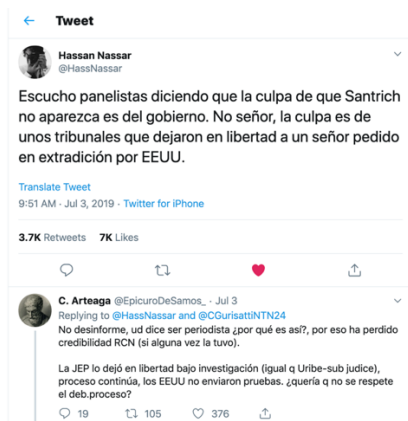 Tweet
Hassan Nassar
@HassNassar
Escucho panelistas diciendo que la culpa de que Santrich
no aparezca es del gobierno. No señor, la culpa es de
unos tribunales que dejaron en libertad a un señor pedido
en extradición por EEUU.
Translate Tweet
9:51 AM · Jul 3, 2019 · Twitter for iPhone
3.7K Retweets 7K Likes
C. Arteaga @EpicuroDeSamos_ · Jul 3
Replying to @HassNassar and @CGurisattiNTN24
No desinforme, ud dice ser periodista ¿por qué es así?, por eso ha perdido
credibilidad RCN (si alguna vez la tuvo).
La JEP lo dejó en libertad bajo investigación (igual q Uribe-sub judice),
proceso continúa, los EEUU no enviaron pruebas. ¿quería q no se respete
el deb.proceso?
19 105 376